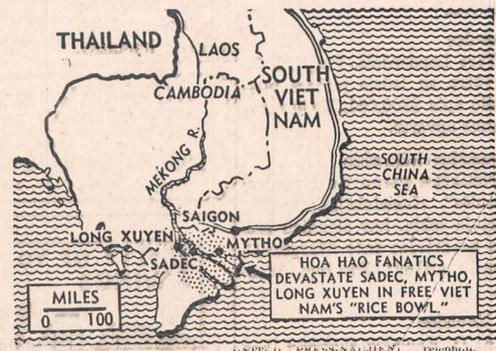 THAILAND
LAOS
CAMBODIA
SOUTH
VIET
NAM
MEKONG R.
SOUTH
CHINA
SEA
SAIGON
LONG XUYEN
MYTHO
SADEC
HOA HAO FANATICS
DEVASTATE SADEC, MYTHO,
LONG XUYEN IN FREE VIET
NAM'S "RICE BOWL."
MILES
0 100